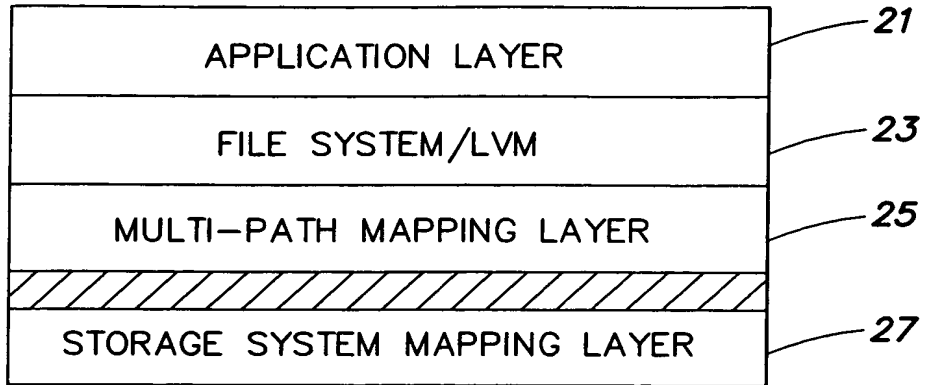 APPLICATION LAYER 21
FILE SYSTEM/LVM 23
MULTI-PATH MAPPING LAYER 25
STORAGE SYSTEM MAPPING LAYER 27